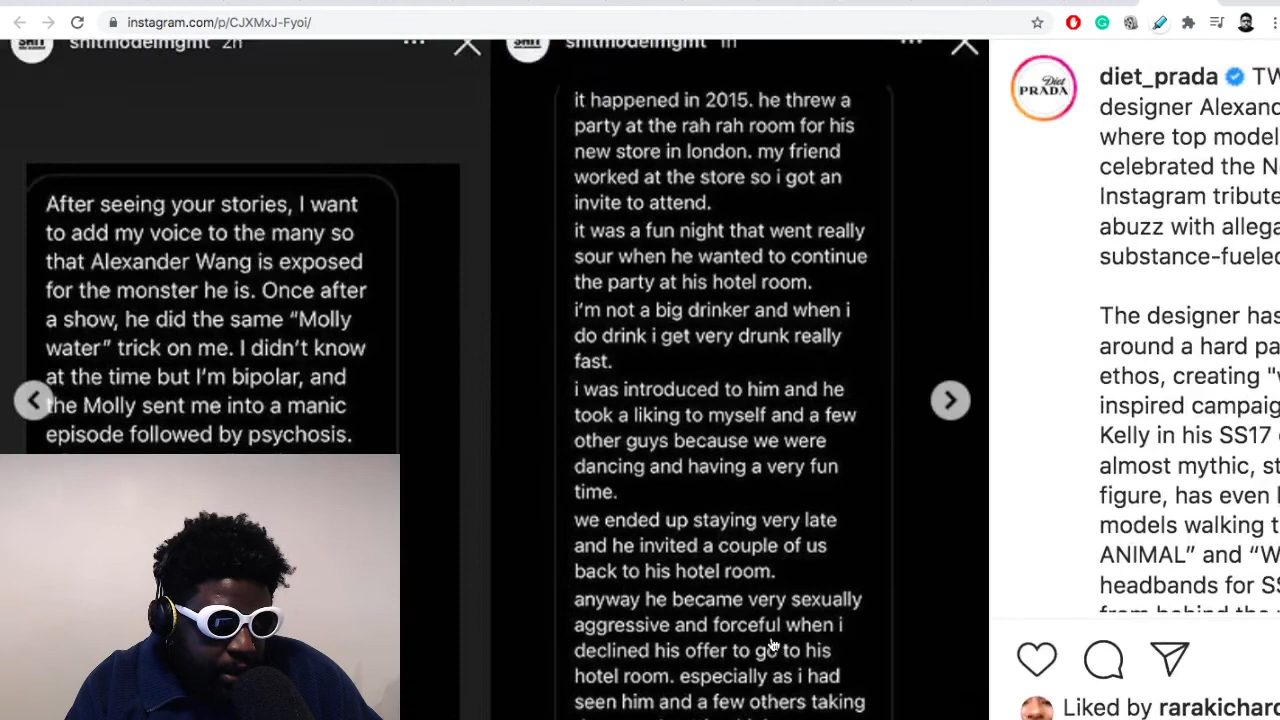 instagram.com/p/CJXMxJ-Fyoi/
shitmodelmgmt 2h
After seeing your stories, I want
to add my voice to the many so
that Alexander Wang is exposed
for the monster he is. Once after
a show, he did the same “Molly
water” trick on me. I didn’t know
at the time but I’m bipolar, and
the Molly sent me into a manic
episode followed by psychosis.
shitmodelmgmt 1h
it happened in 2015. he threw a
party at the rah rah room for his
new store in london. my friend
worked at the store so i got an
invite to attend.
it was a fun night that went really
sour when he wanted to continue
the party at his hotel room.
i’m not a big drinker and when i
do drink i get very drunk really
fast.
i was introduced to him and he
took a liking to myself and a few
other guys because we were
dancing and having a very fun
time.
we ended up staying very late
and he invited a couple of us
back to his hotel room.
anyway he became very sexually
aggressive and forceful when i
declined his offer to go to his
hotel room. especially as i had
seen him and a few others taking
Diet
PRADA
diet_prada TW
designer Alexand
where top model
celebrated the Ne
Instagram tribute
abuzz with allega
substance-fueled
The designer has
around a hard pa
ethos, creating "w
inspired campaig
Kelly in his SS17 c
almost mythic, st
figure, has even l
models walking t
ANIMAL” and “W
headbands for SS
from behind the
Liked by rarakichard